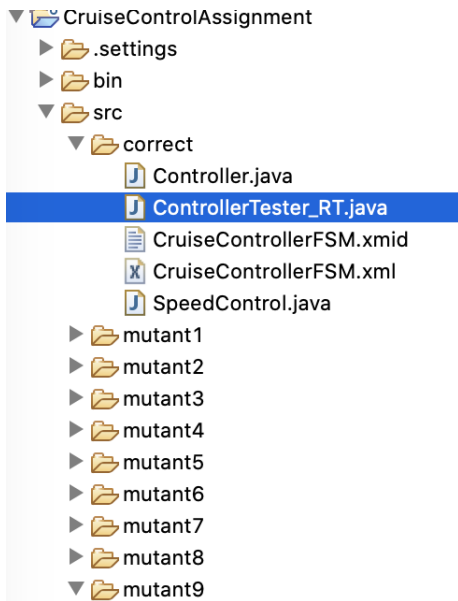 CruiseControlAssignment
.settings
bin
src
correct
Controller.java
ControllerTester_RT.java
CruiseControllerFSM.xmid
CruiseControllerFSM.xml
SpeedControl.java
mutant1
mutant2
mutant3
mutant4
mutant5
mutant6
mutant7
mutant8
mutant9